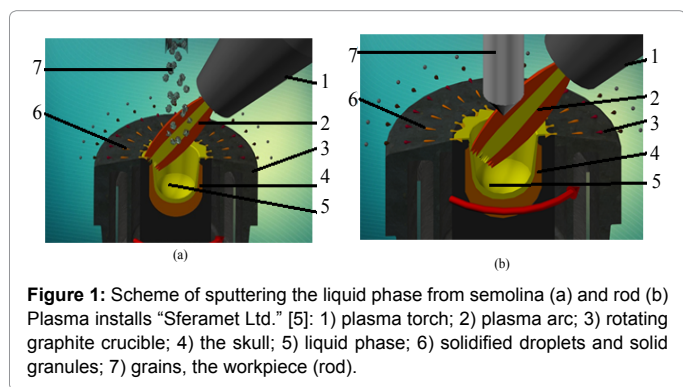 7
1
6
2
3
4
5
(a)
7
1
6
2
3
4
5
(b)
Figure 1: Scheme of sputtering the liquid phase from semolina (a) and rod (b)
Plasma installs “Sferamet Ltd.” [5]: 1) plasma torch; 2) plasma arc; 3) rotating
graphite crucible; 4) the skull; 5) liquid phase; 6) solidified droplets and solid
granules; 7) grains, the workpiece (rod).